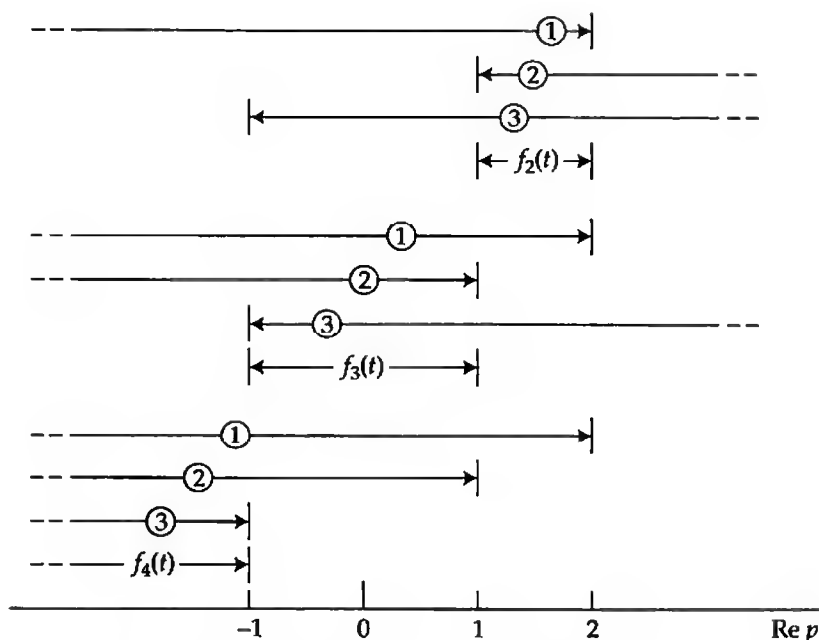 ①
②
③
f₂(t)
①
②
③
f₃(t)
①
②
③
f₄(t)
–1 0 1 2 Re p